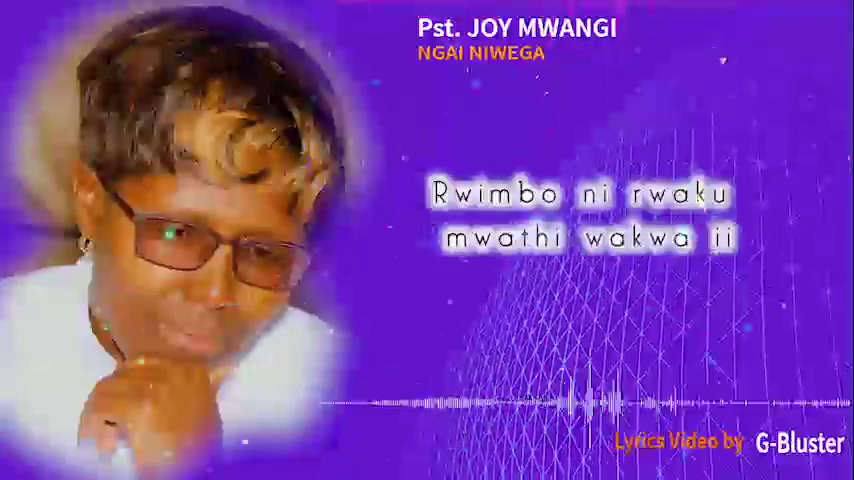 Pst. JOY MWANGI
NGAI NIWEGA
Rwimbo ni rwaku
mwathi wakwa ii
Lyrics Video by G-Bluster